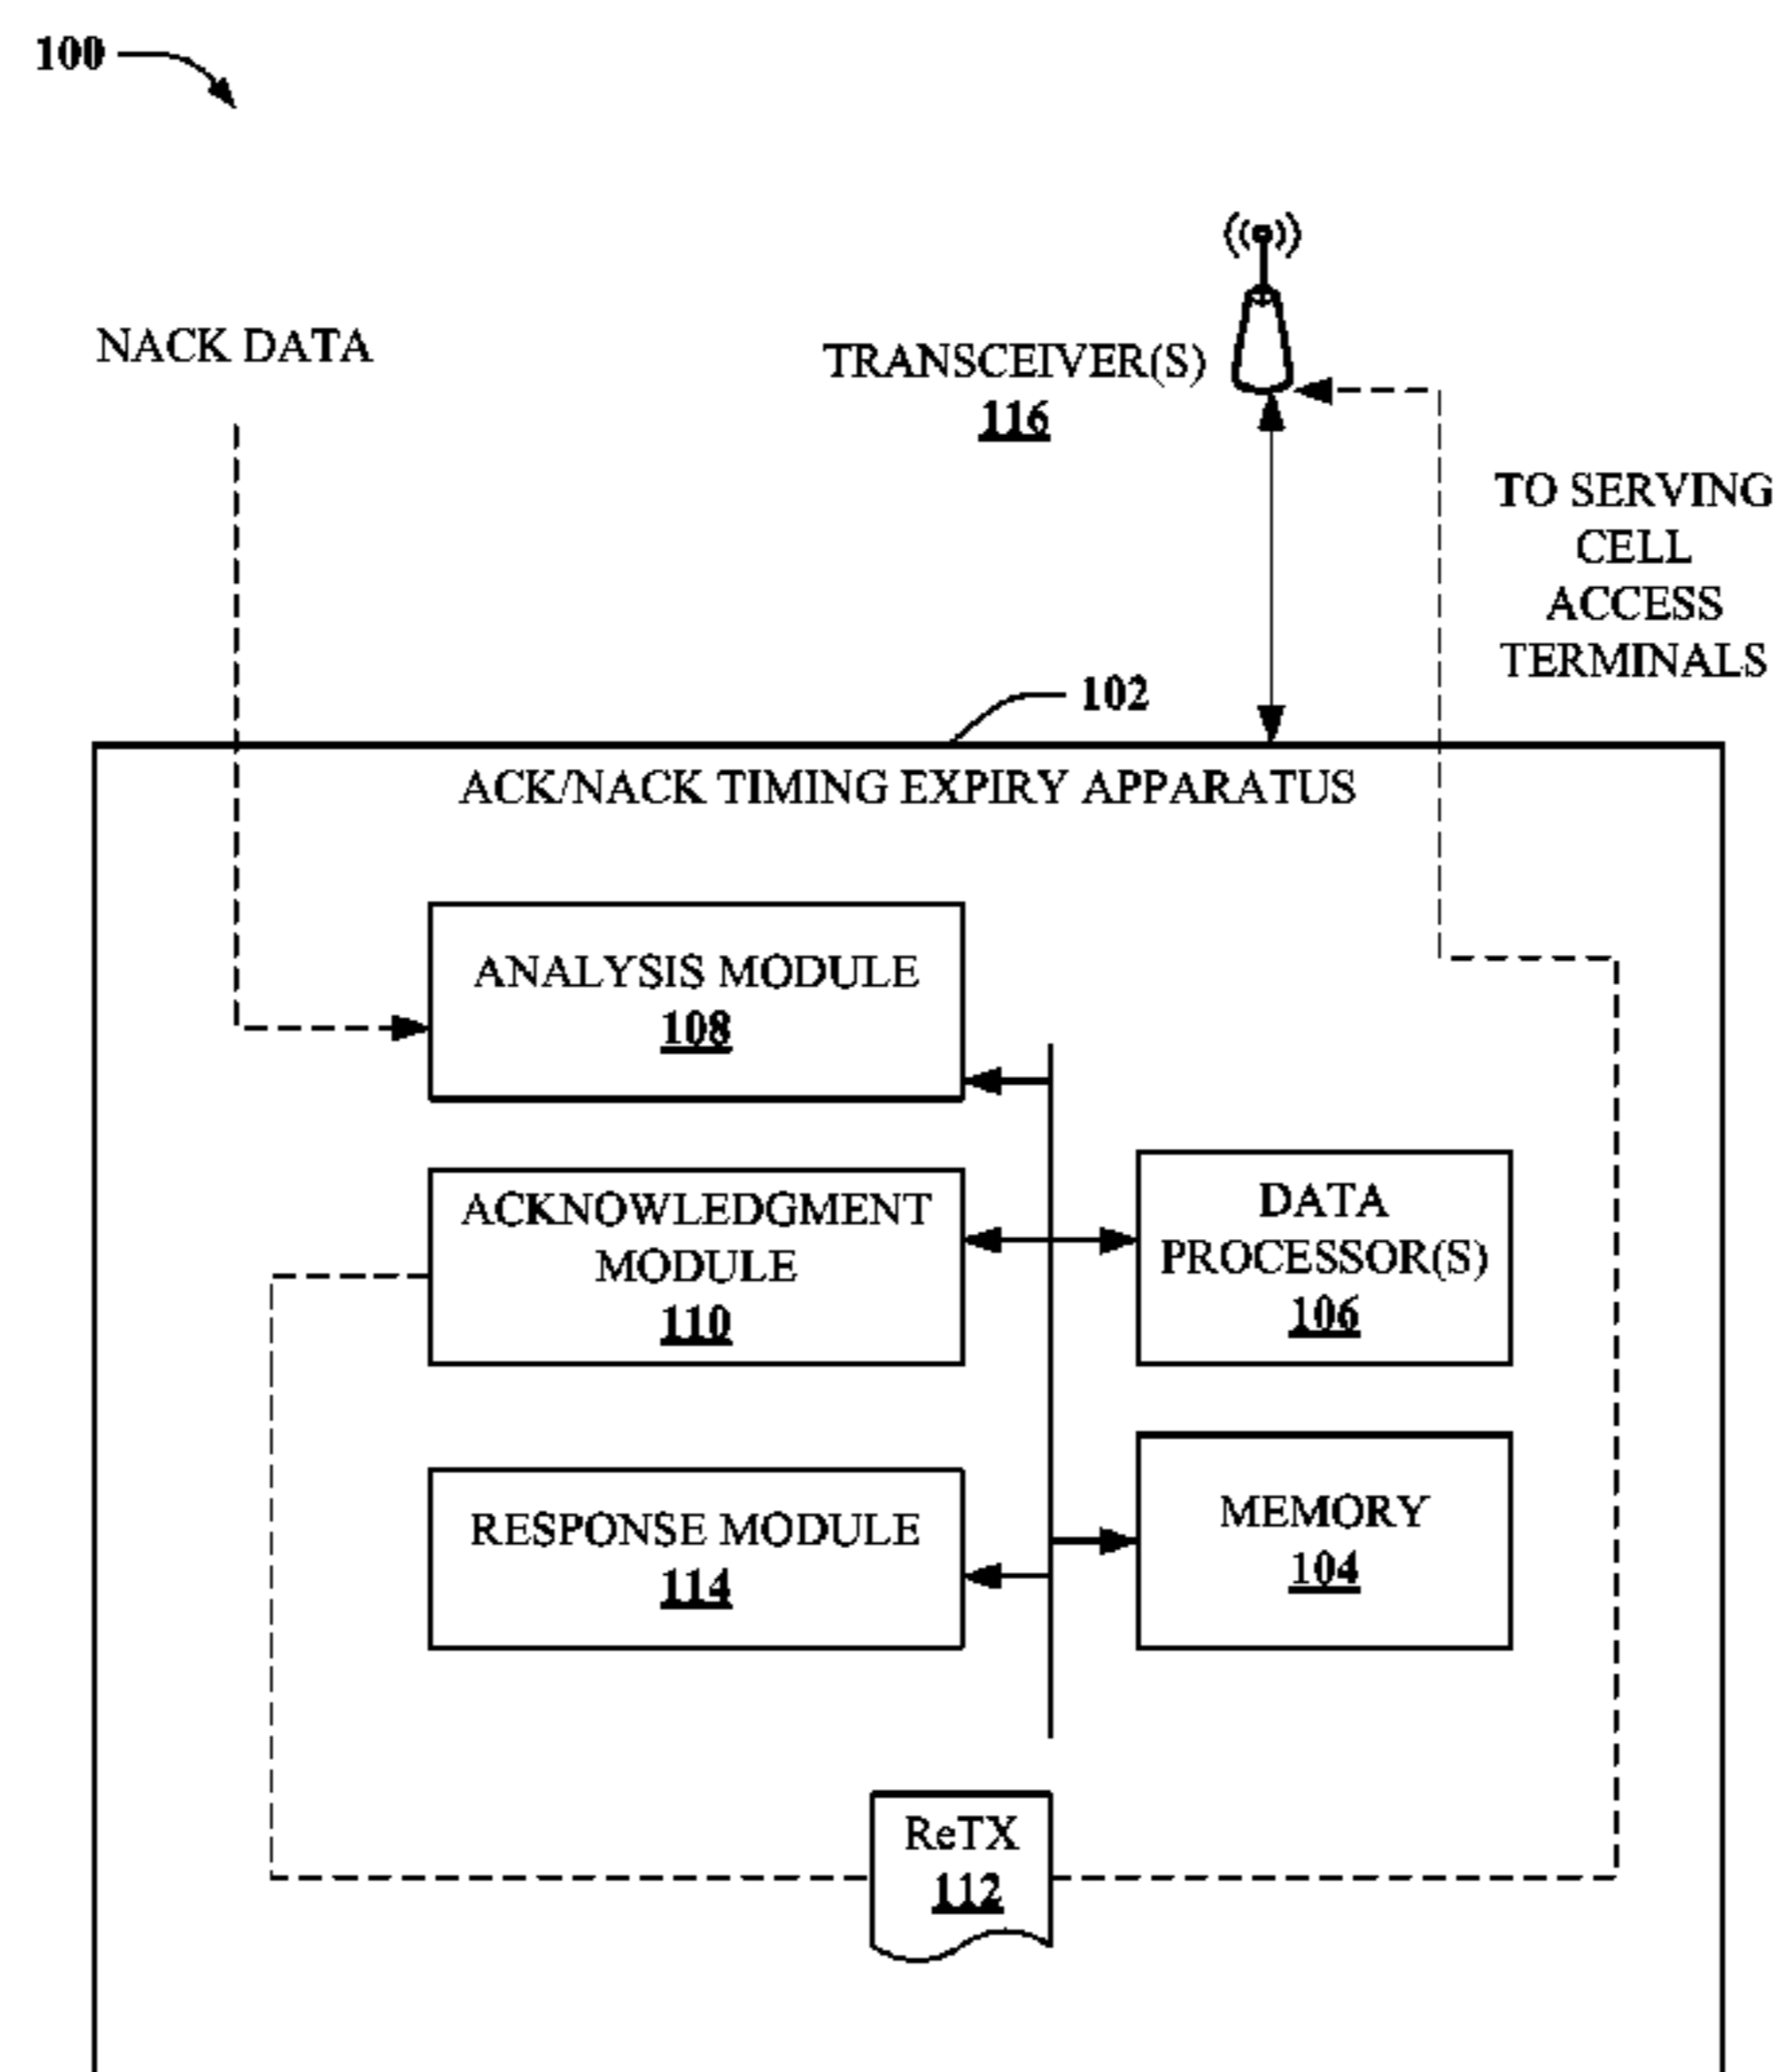 100
NACK DATA
TRANSCEIVER(S)
116
TO SERVING
CELL
ACCESS
TERMINALS
102
ACK/NACK TIMING EXPIRY APPARATUS
ANALYSIS MODULE
108
ACKNOWLEDGMENT
MODULE
110
DATA
PROCESSOR(S)
106
RESPONSE MODULE
114
MEMORY
104
ReTX
112